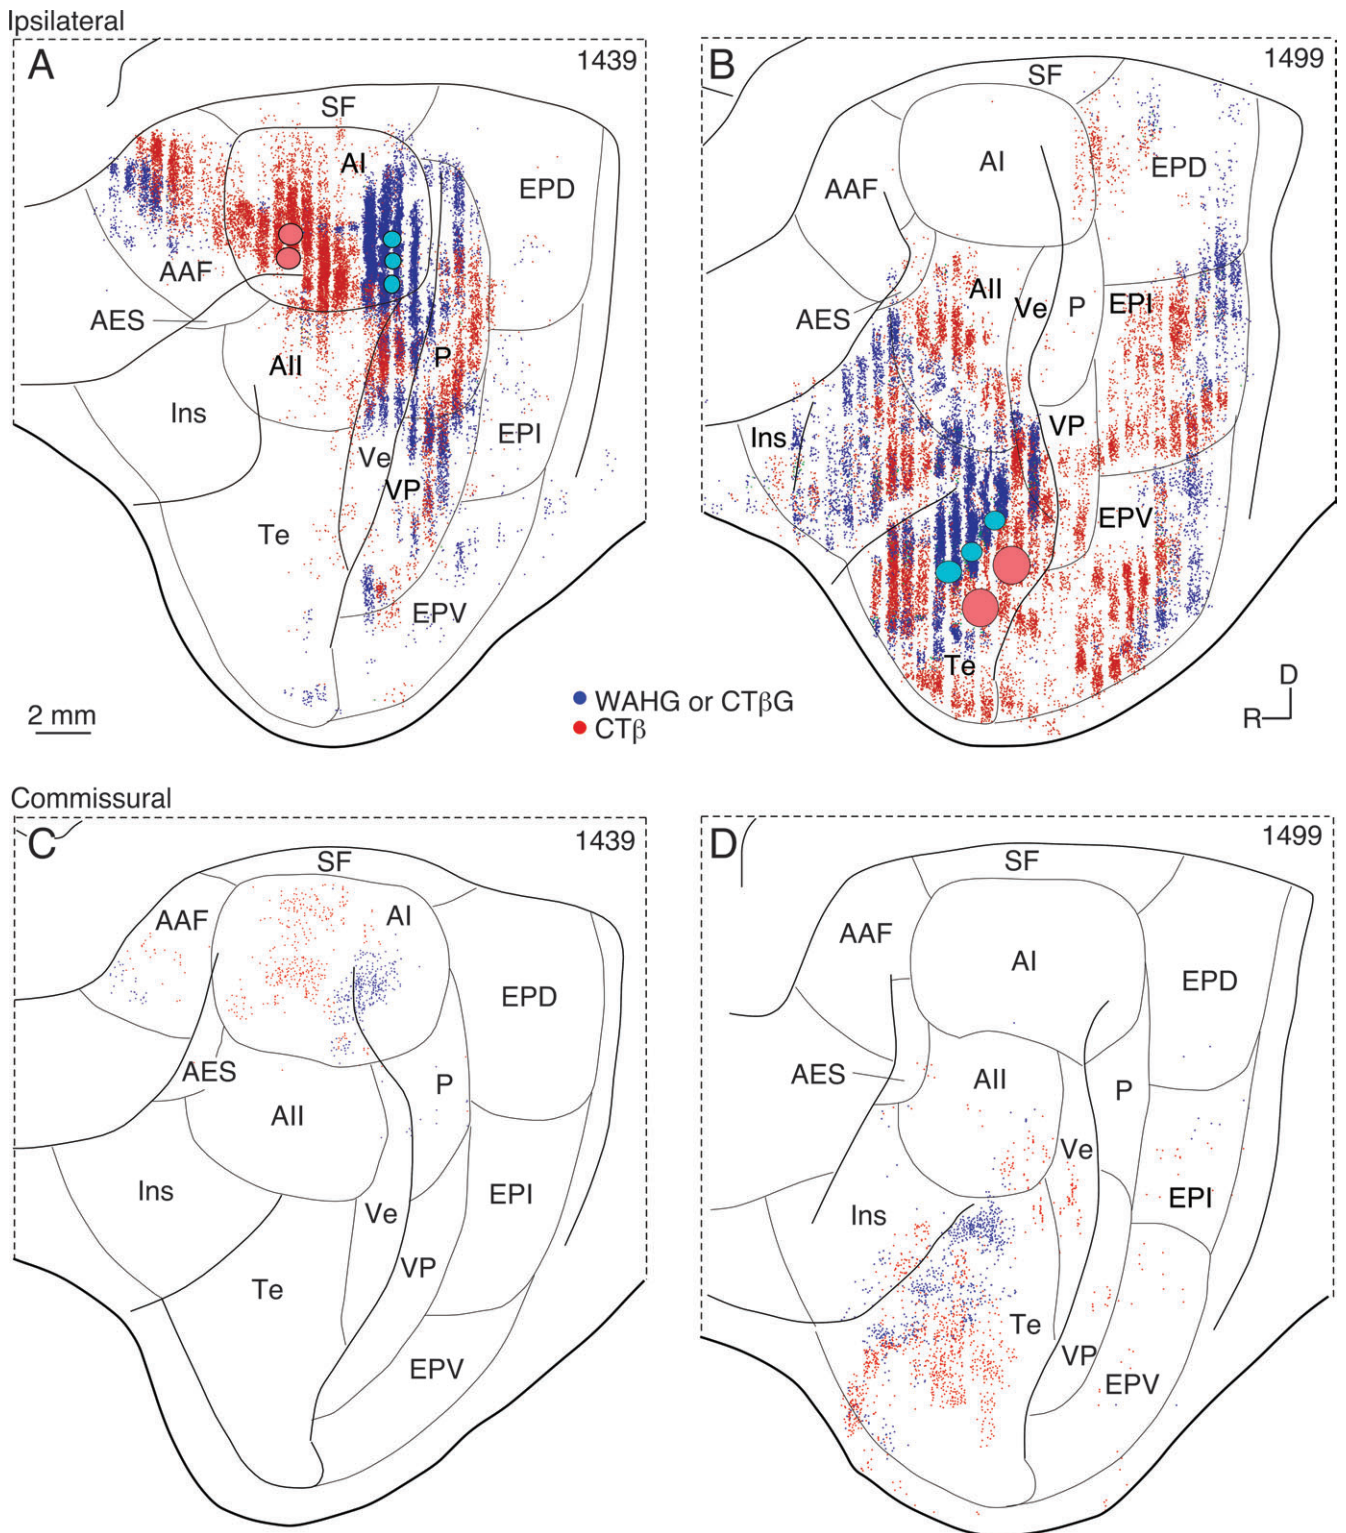 Ipsilateral
A
1439
SF
AI
EPD
AAF
AES
AII
P
Ins
EPI
Ve
VP
Te
EPV
2 mm
B
1499
SF
AI
EPD
AAF
AII
Ve
P
EPI
AES
Ins
VP
EPV
Te
D
R
WAHG or CTβG
CTβ
Commissural
C
1439
SF
AAF
AI
EPD
AES
P
AII
Ins
EPI
Ve
VP
Te
EPV
D
1499
SF
AAF
AI
EPD
AES
AII
P
Ve
EPI
Ins
Te
VP
EPV